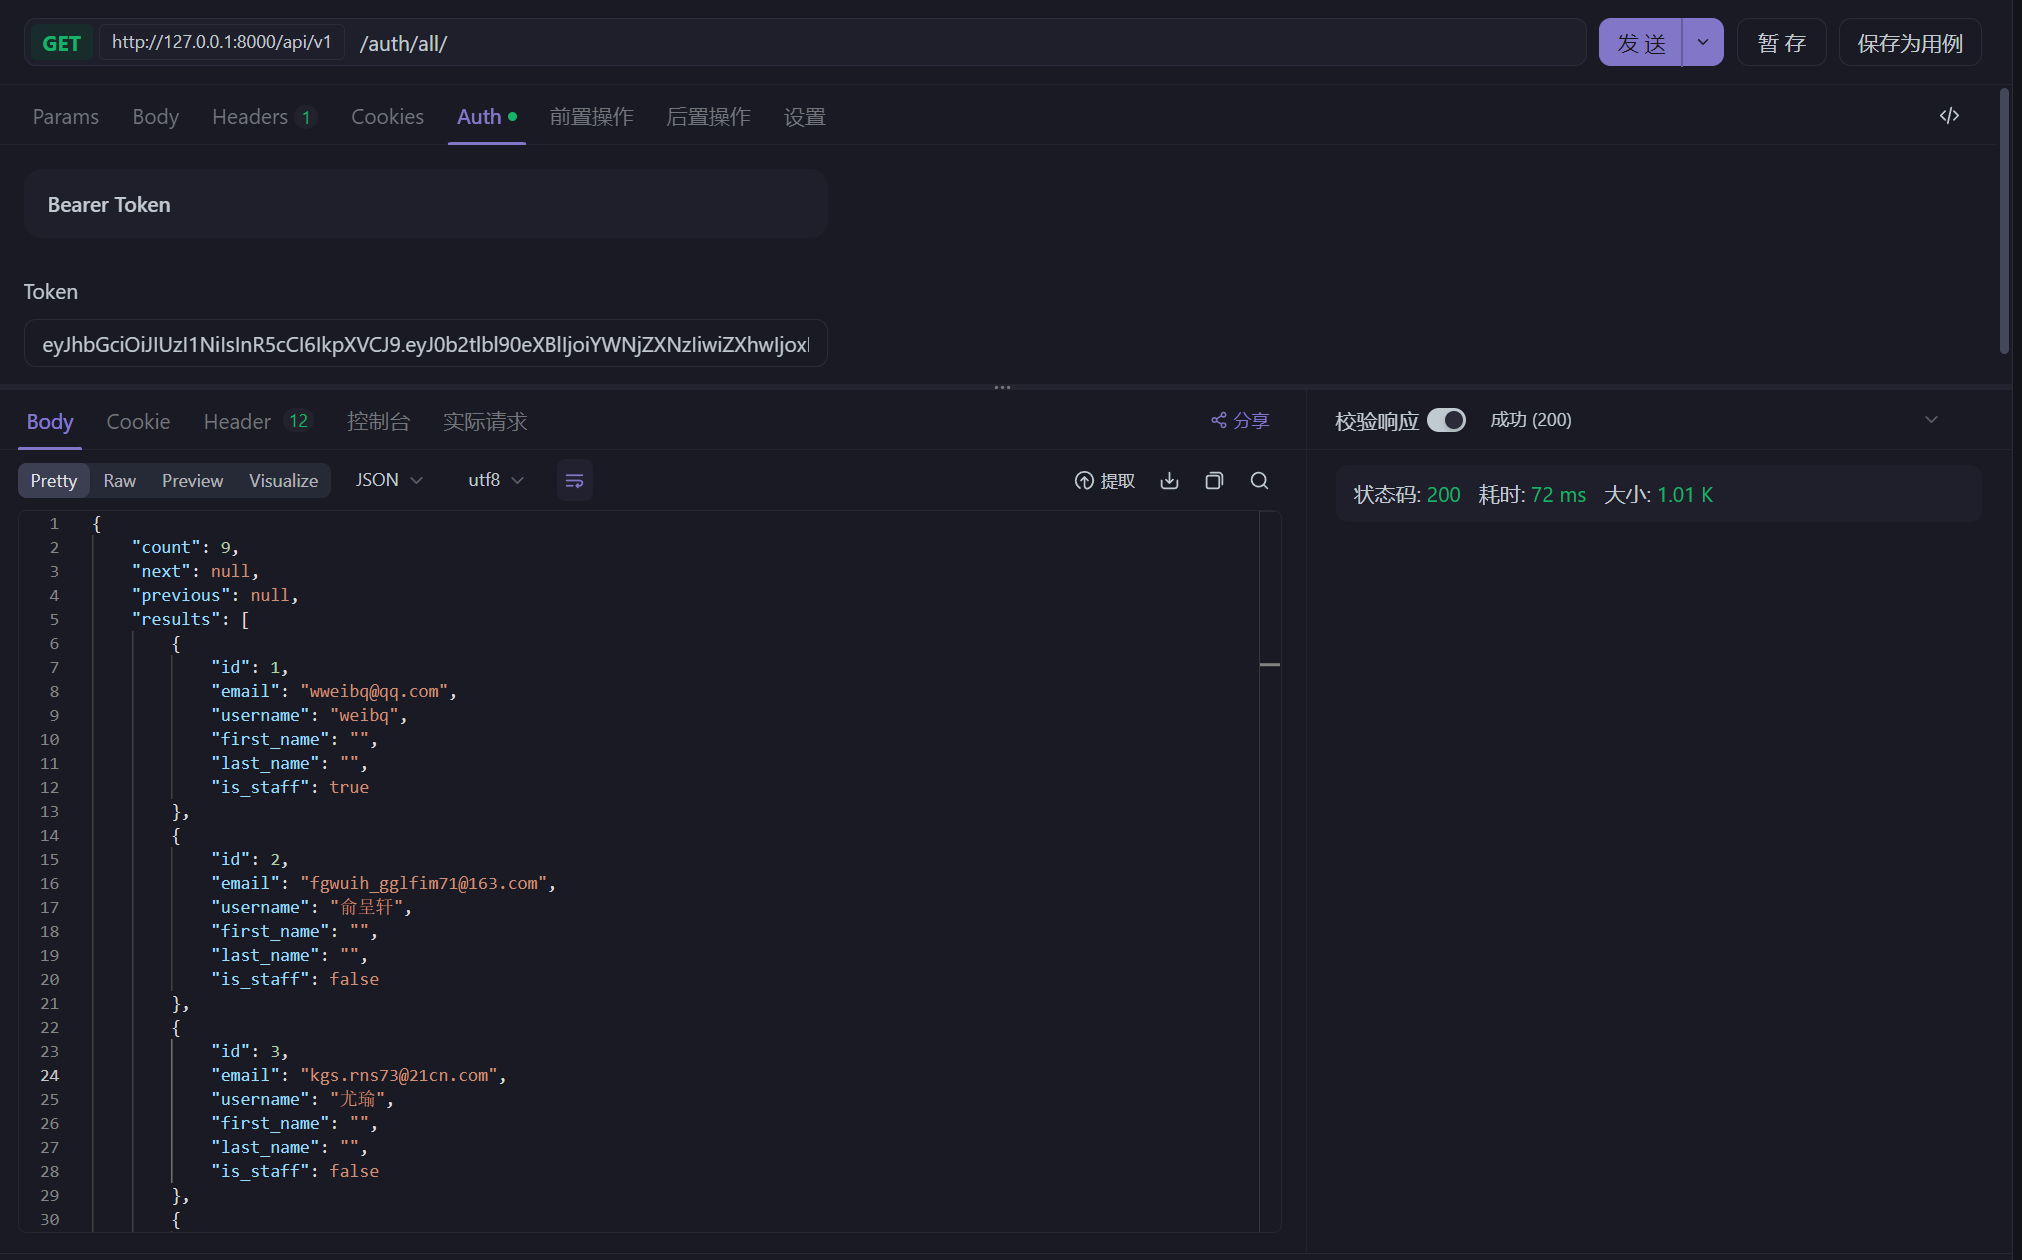 GET http://127.0.0.1:8000/api/v1 /auth/all/ 发送 暂存 保存为用例
Params Body Headers 1 Cookies Auth 前置操作 后置操作 设置
Bearer Token
Token
Body Cookie Header 12 控制台 实际请求 分享 校验响应 成功 (200)
Pretty Raw Preview Visualize JSON utf8 提取
状态码: 200 耗时: 72 ms 大小: 1.01 K
1 {
2 "count": 9,
3 "next": null,
4 "previous": null,
5 "results": [
6 {
7 "id": 1,
8 "email": "wweibq@qq.com",
9 "username": "weibq",
10 "first_name": "",
11 "last_name": "",
12 "is_staff": true
13 },
14 {
15 "id": 2,
16 "email": "fgwuih_gglfim71@163.com",
17 "username": "俞呈轩",
18 "first_name": "",
19 "last_name": "",
20 "is_staff": false
21 },
22 {
23 "id": 3,
24 "email": "kgs.rns73@21cn.com",
25 "username": "尤瑜",
26 "first_name": "",
27 "last_name": "",
28 "is_staff": false
29 },
30 {